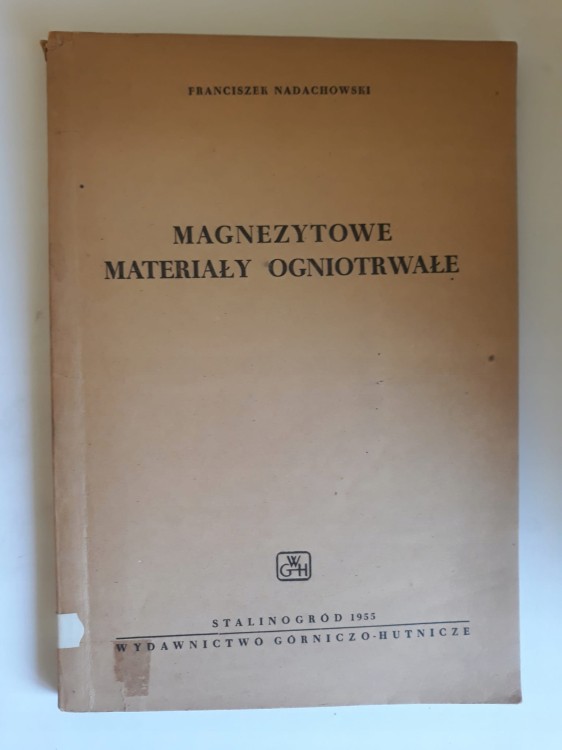 FRANCISZEK NADACHOWSKI
MAGNEZYTOWE
MATERIAŁY OGNIOTRWAŁE
WGH
STALINOGRÓD 1955
WYDAWNICTWO GÓRNICZO-HUTNICZE